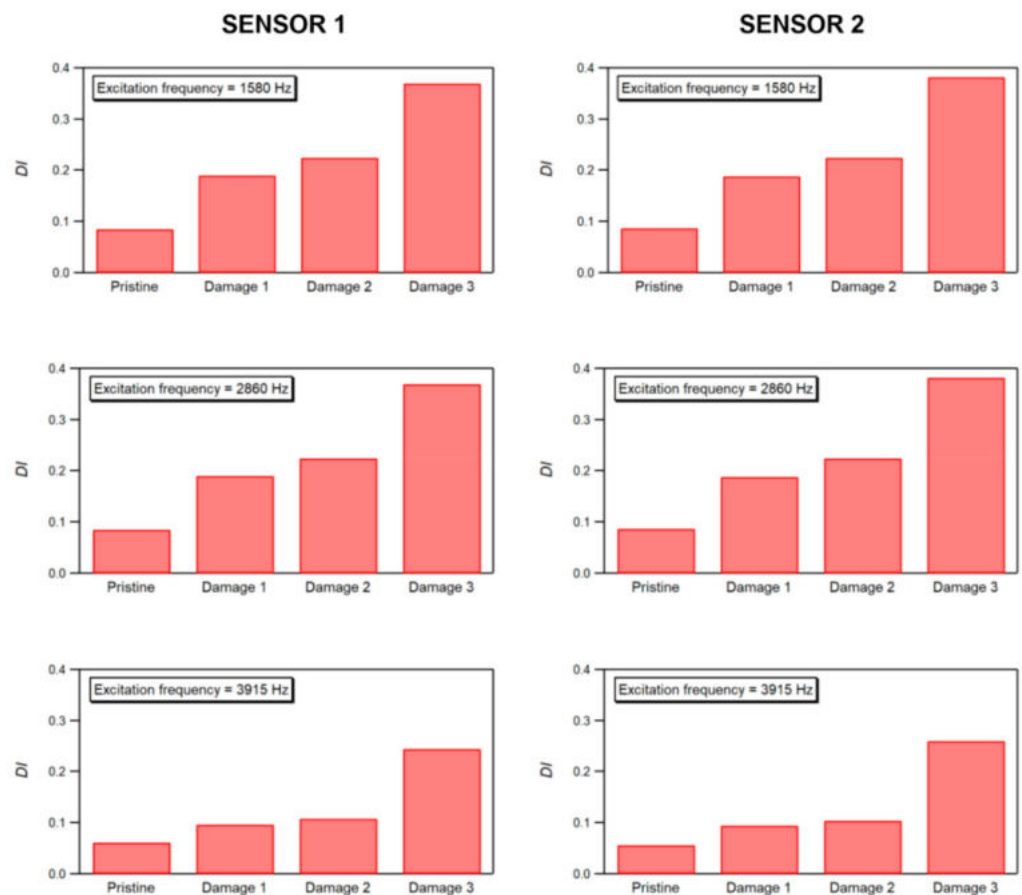 SENSOR 1
SENSOR 2
0.4
0.3
0.2
0.1
0.0
DI
Excitation frequency = 1580 Hz
Pristine Damage 1 Damage 2 Damage 3
0.4
0.3
0.2
0.1
0.0
DI
Excitation frequency = 1580 Hz
Pristine Damage 1 Damage 2 Damage 3
0.4
0.3
0.2
0.1
0.0
DI
Excitation frequency = 2860 Hz
Pristine Damage 1 Damage 2 Damage 3
0.4
0.3
0.2
0.1
0.0
DI
Excitation frequency = 2860 Hz
Pristine Damage 1 Damage 2 Damage 3
0.4
0.3
0.2
0.1
0.0
DI
Excitation frequency = 3915 Hz
Pristine Damage 1 Damage 2 Damage 3
0.4
0.3
0.2
0.1
0.0
DI
Excitation frequency = 3915 Hz
Pristine Damage 1 Damage 2 Damage 3